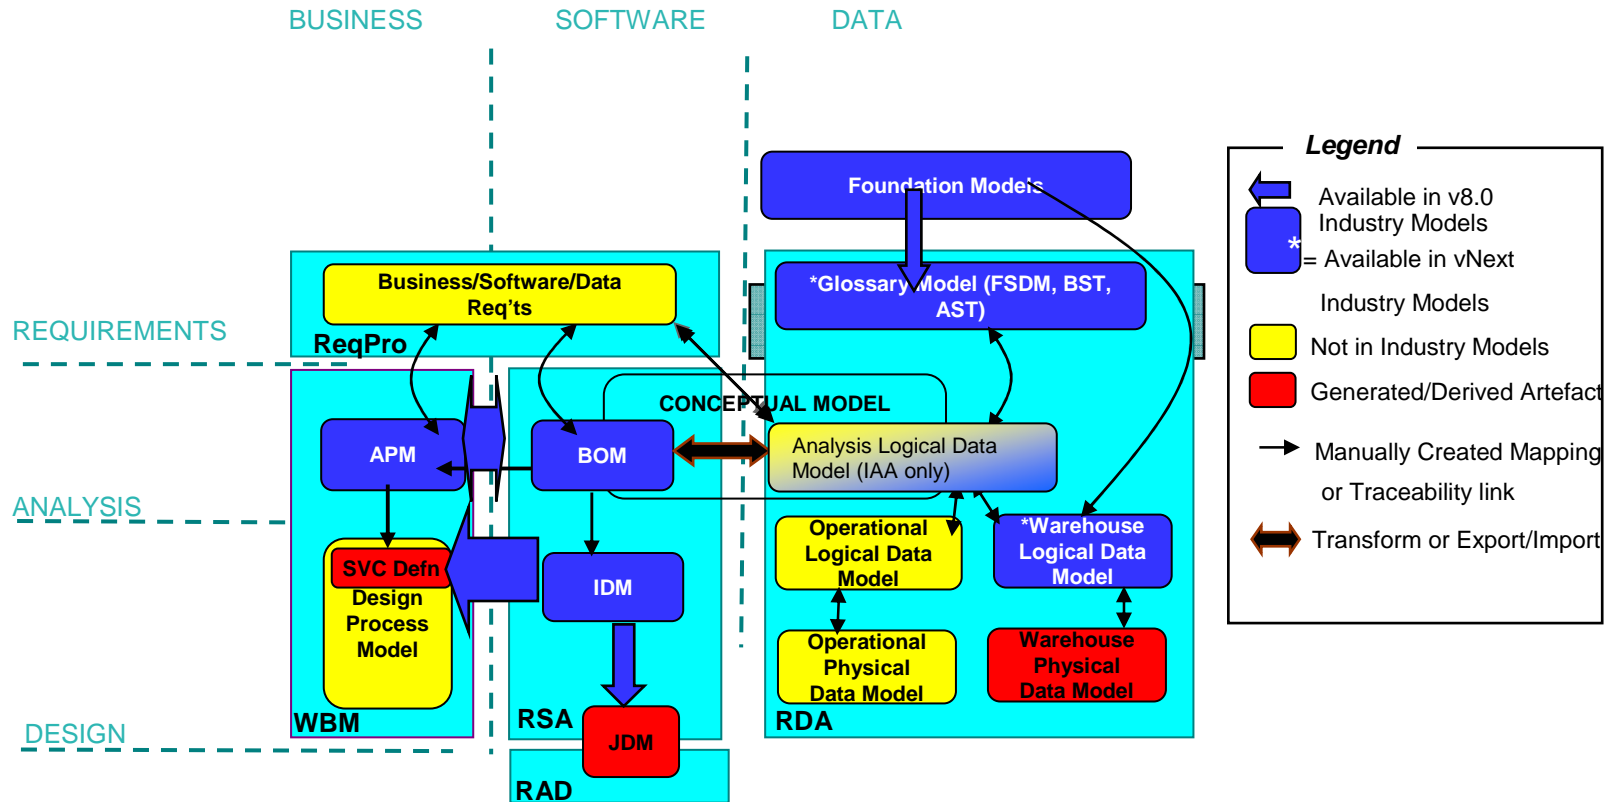 BUSINESS
SOFTWARE
DATA
Legend
Available in v8.0
Industry Models
*
= Available in vNext
Industry Models
Not in Industry Models
Generated/Derived Artefact
Manually Created Mapping
or Traceability link
Transform or Export/Import
Foundation Models
Business/Software/Data
Req'ts
ReqPro
*Glossary Model (FSDM, BST,
AST)
REQUIREMENTS
CONCEPTUAL MODEL
APM
BOM
Analysis Logical Data
Model (IAA only)
ANALYSIS
SVC Defn
Design
Process
Model
IDM
Operational
Logical Data
Model
*Warehouse
Logical Data
Model
Operational
Physical
Data Model
Warehouse
Physical
Data Model
WBM
RSA
RDA
DESIGN
JDM
RAD